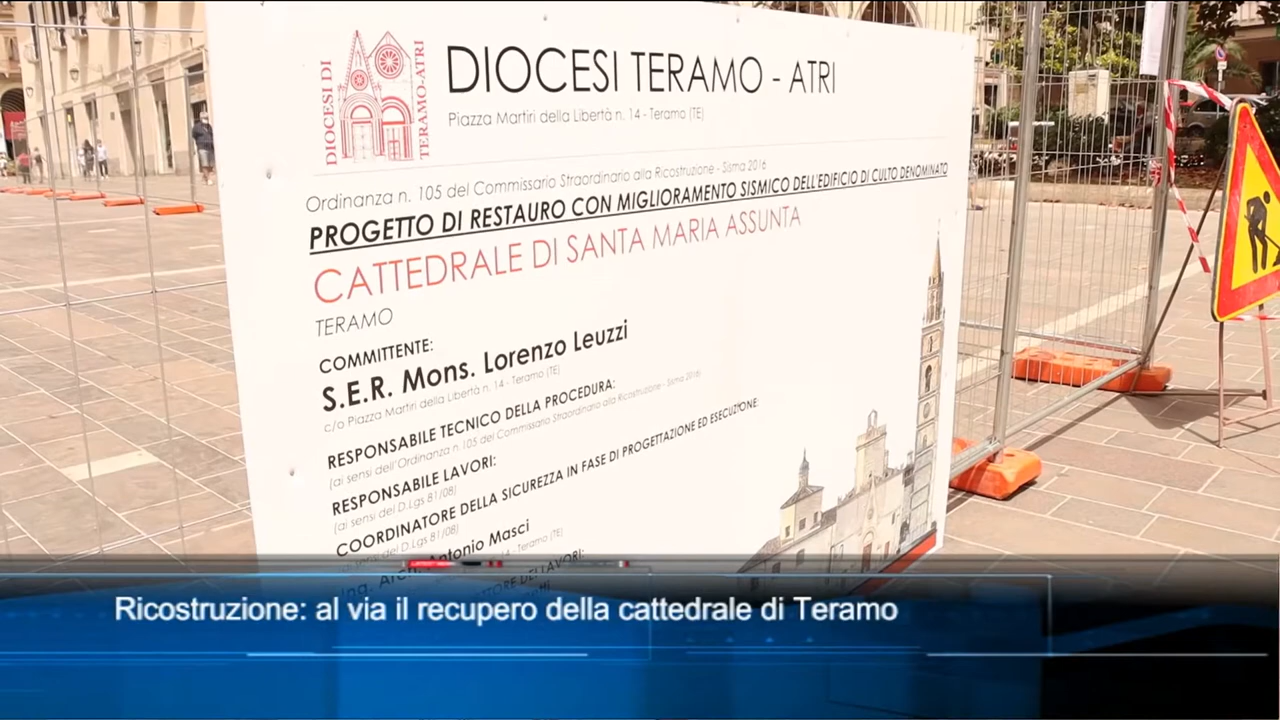 DIOCESI DI
TERAMO-ATRI
DIOCESI TERAMO - ATRI
Piazza Martiri della Libertà n. 14 - Teramo (TE)
Ordinanza n. 105 del Commissario Straordinario alla Ricostruzione - Sisma 2016
PROGETTO DI RESTAURO CON MIGLIORAMENTO SISMICO DELL'EDIFICIO DI CULTO DENOMINATO
CATTEDRALE DI SANTA MARIA ASSUNTA
TERAMO
COMMITTENTE:
S.E.R. Mons. Lorenzo Leuzzi
c/o Piazza Martiri della Libertà n. 14 - Teramo (TE)
RESPONSABILE TECNICO DELLA PROCEDURA:
(ai sensi dell'Ordinanza n. 105 del Commissario Straordinario alla Ricostruzione - Sisma 2016)
RESPONSABILE LAVORI:
(ai sensi del D.Lgs 81/08)
COORDINATORE DELLA SICUREZZA IN FASE DI PROGETTAZIONE ED ESECUZIONE:
(ai sensi del D.Lgs 81/08)
Ing. Arch. Antonio Masci
14 - Teramo (TE)
Ricostruzione: al via il recupero della cattedrale di Teramo